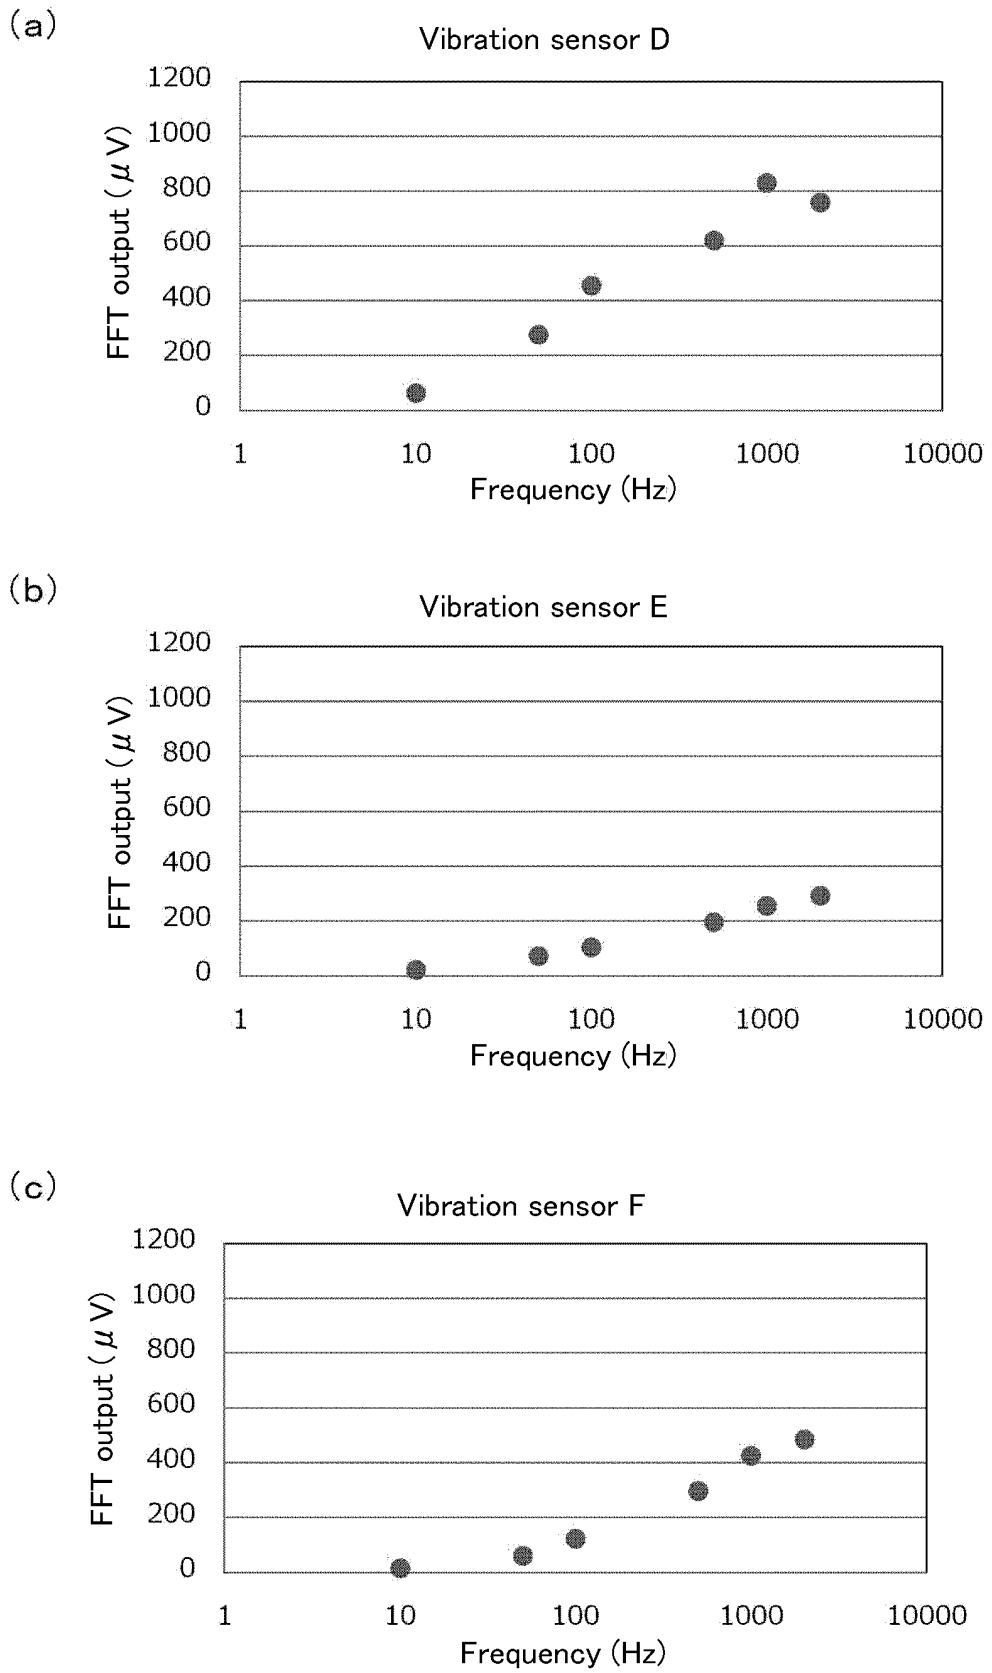 (a)
Vibration sensor D
1200
1000
800
600
400
200
0
FFT output (μV)
1 10 100 1000 10000
Frequency (Hz)
(b)
Vibration sensor E
1200
1000
800
600
400
200
0
FFT output (μV)
1 10 100 1000 10000
Frequency (Hz)
(c)
Vibration sensor F
1200
1000
800
600
400
200
0
FFT output (μV)
1 10 100 1000 10000
Frequency (Hz)